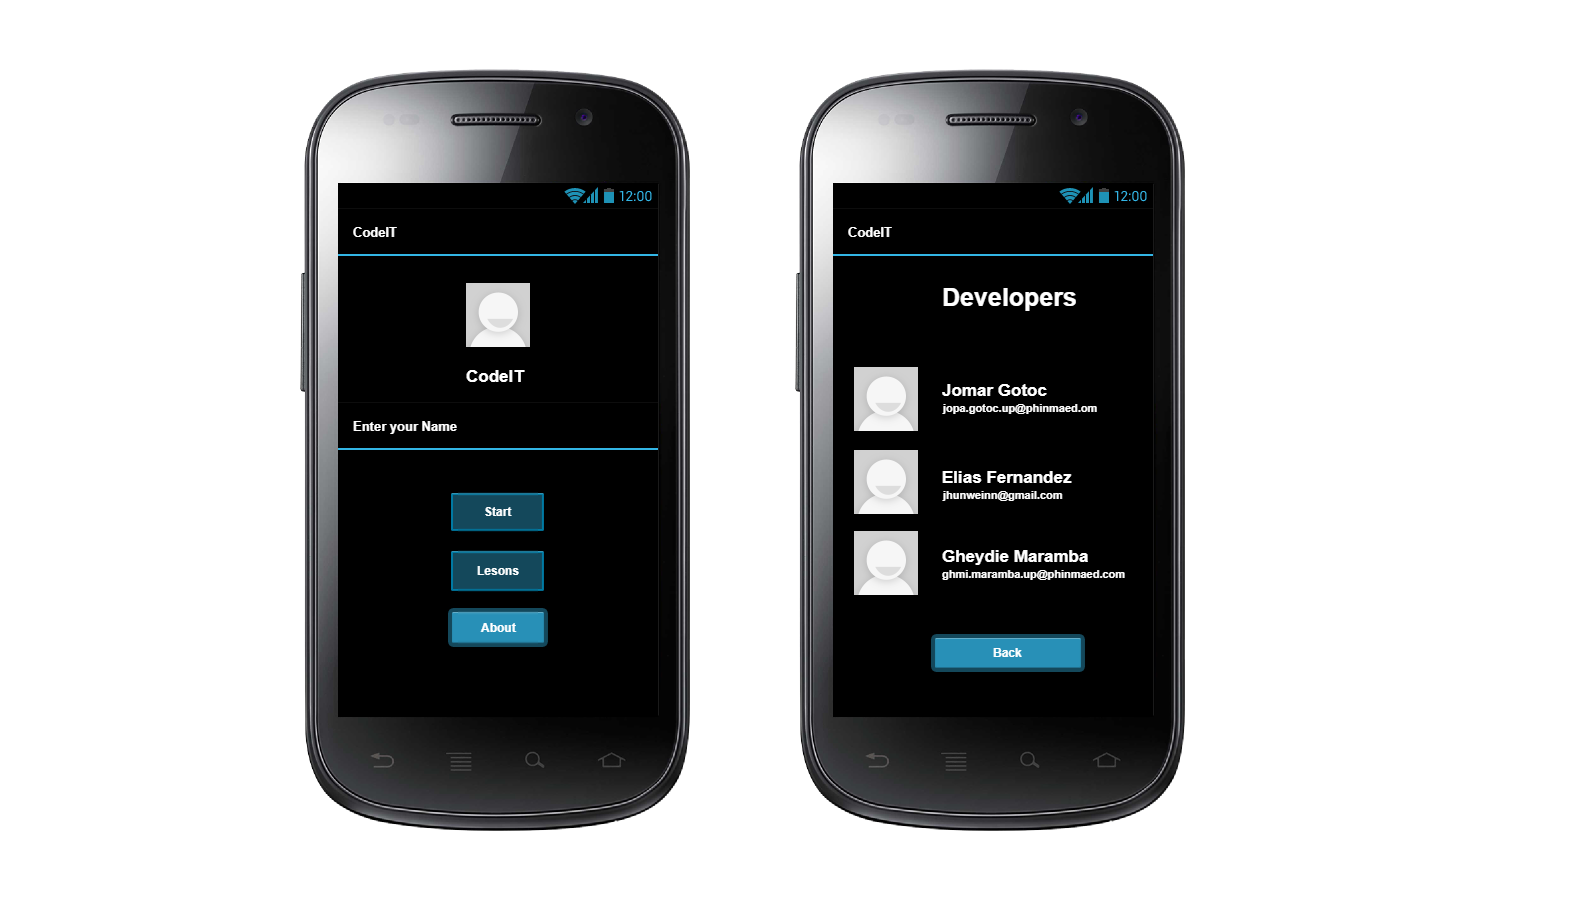 12:00
CodeIT
CodeIT
Enter your Name
Start
Lesons
About
12:00
CodeIT
Developers
Jomar Gotoc
jopa.gotoc.up@phinmaed.om
Elias Fernandez
jhunweinn@gmail.com
Gheydie Maramba
ghmi.maramba.up@phinmaed.com
Back